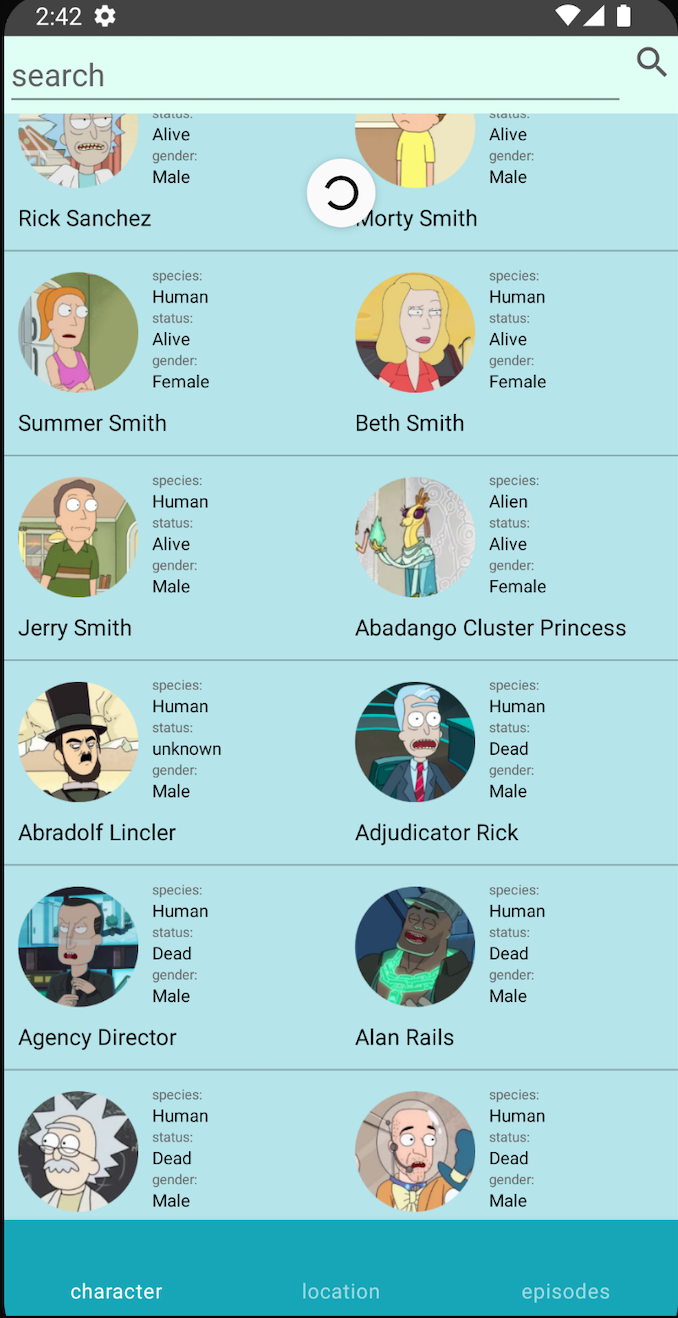 2:42
search
status: status:
Alive Alive
gender: gender:
Male Male
Rick Sanchez Morty Smith
species: species:
Human Human
status: status:
Alive Alive
gender: gender:
Female Female
Summer Smith Beth Smith
species: species:
Human Alien
status: status:
Alive Alive
gender: gender:
Male Female
Jerry Smith Abadango Cluster Princess
species: species:
Human Human
status: status:
unknown Dead
gender: gender:
Male Male
Abradolf Lincler Adjudicator Rick
species: species:
Human Human
status: status:
Dead Dead
gender: gender:
Male Male
Agency Director Alan Rails
species: species:
Human Human
status: status:
Dead Dead
gender: gender:
Male Male
character location episodes